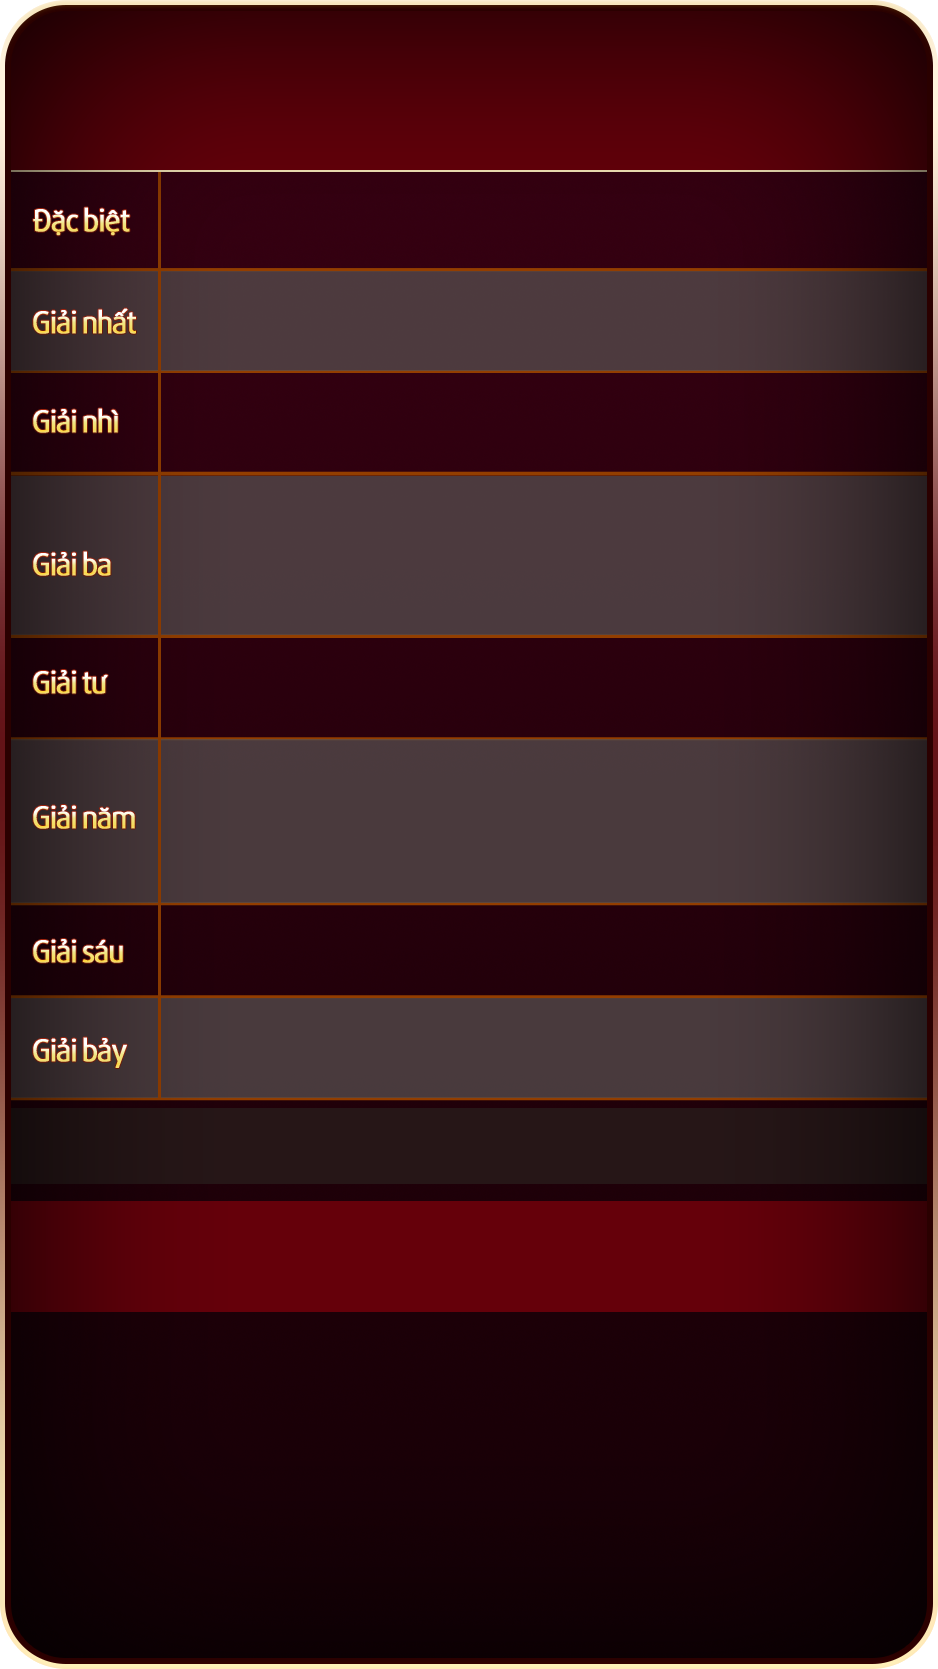 Đặc biệt
Giải nhất
Giải nhì
Giải ba
Giải tư
Giải năm
Giải sáu
Giải bảy